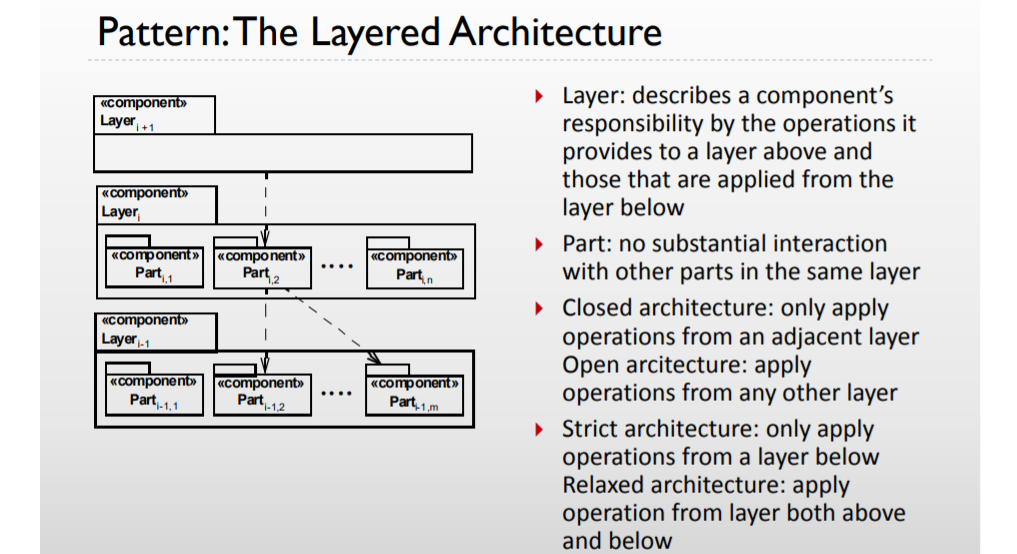 Pattern: The Layered Architecture
«component»
Layer i+1
«component»
Layer i
«component»
Part i,1
«component»
Part i,2
....
«component»
Part i,n
«component»
Layer i-1
«component»
Part i-1,1
«component»
Part i-1,2
....
«component»
Part i-1,m
Layer: describes a component’s
responsibility by the operations it
provides to a layer above and
those that are applied from the
layer below
Part: no substantial interaction
with other parts in the same layer
Closed architecture: only apply
operations from an adjacent layer
Open arcitecture: apply
operations from any other layer
Strict architecture: only apply
operations from a layer below
Relaxed architecture: apply
operation from layer both above
and below